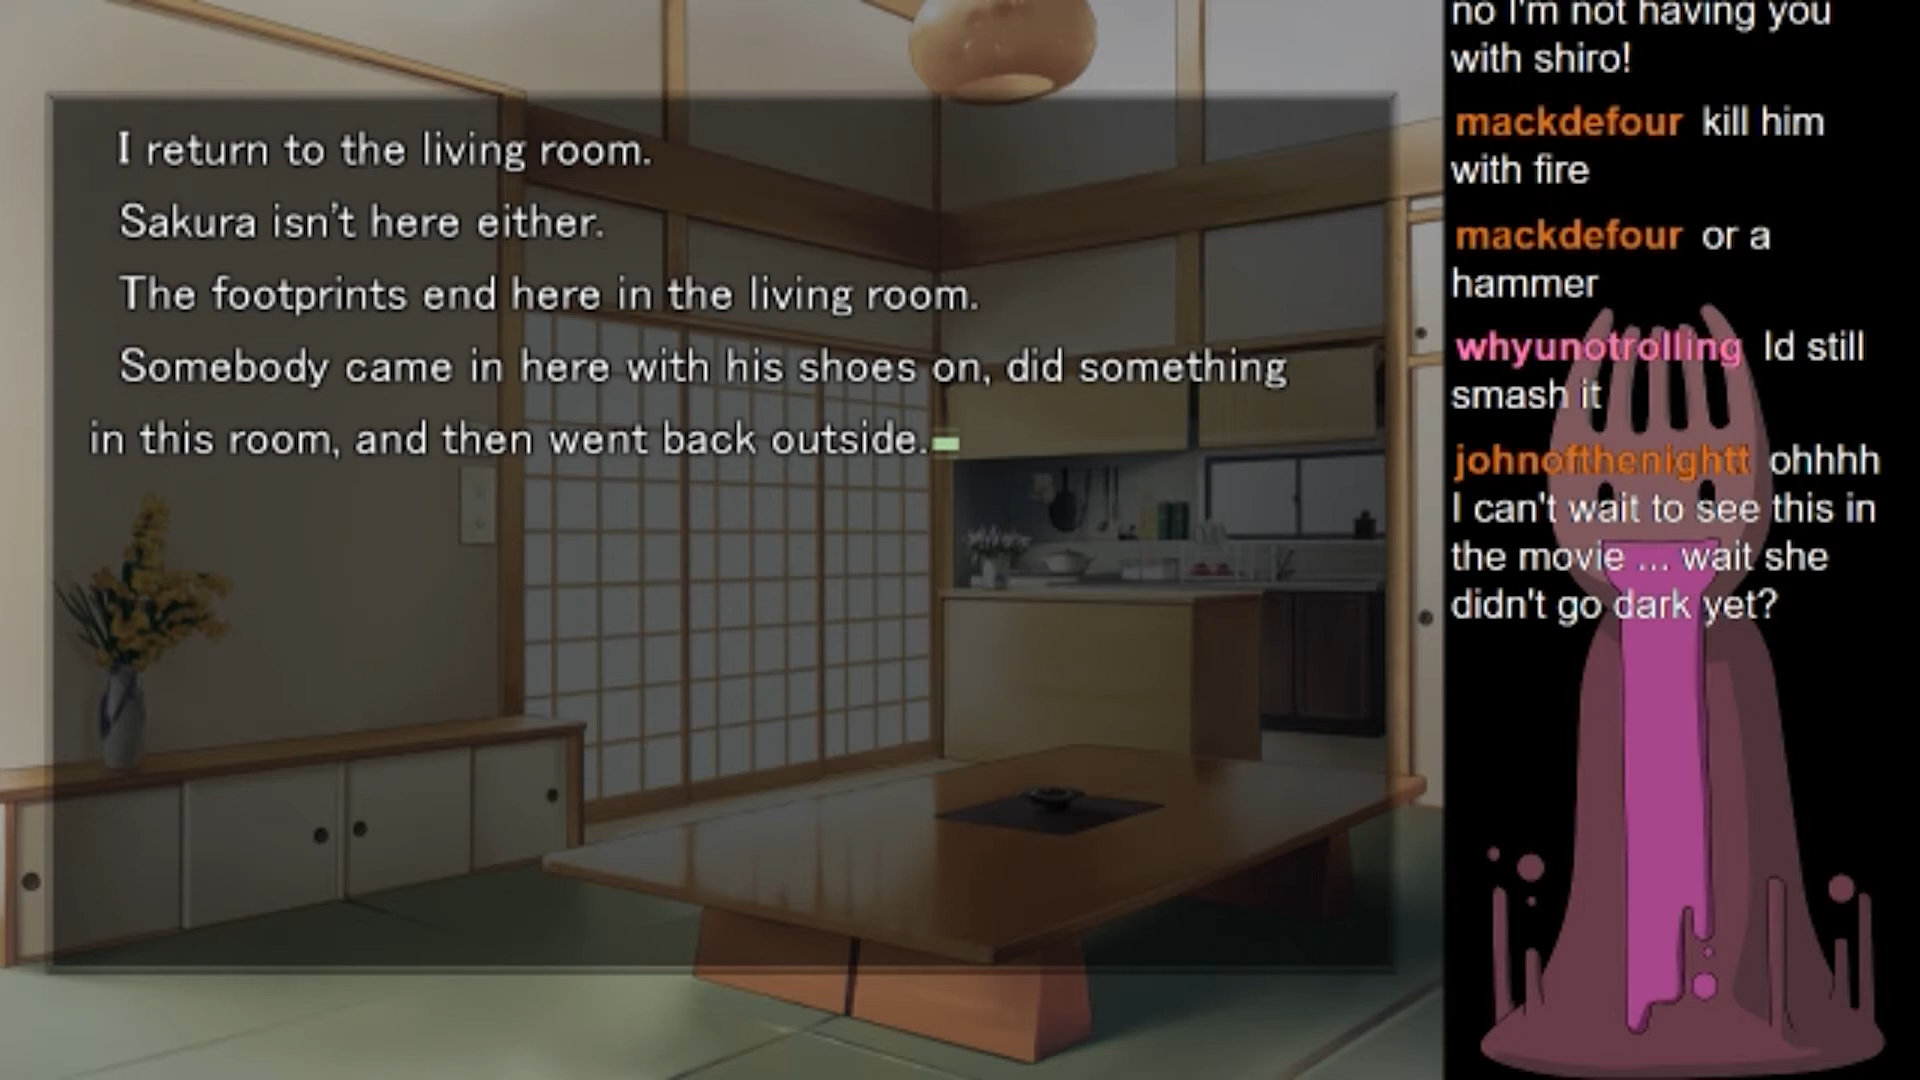 I return to the living room.
Sakura isn't here either.
The footprints end here in the living room.
Somebody came in here with his shoes on, did something
in this room, and then went back outside.
no I'm not having you
with shiro!
mackdefour kill him
with fire
mackdefour or a
hammer
whyunotrolling Id still
smash it
johnofthenightt ohhhh
I can't wait to see this in
the movie ... wait she
didn't go dark yet?